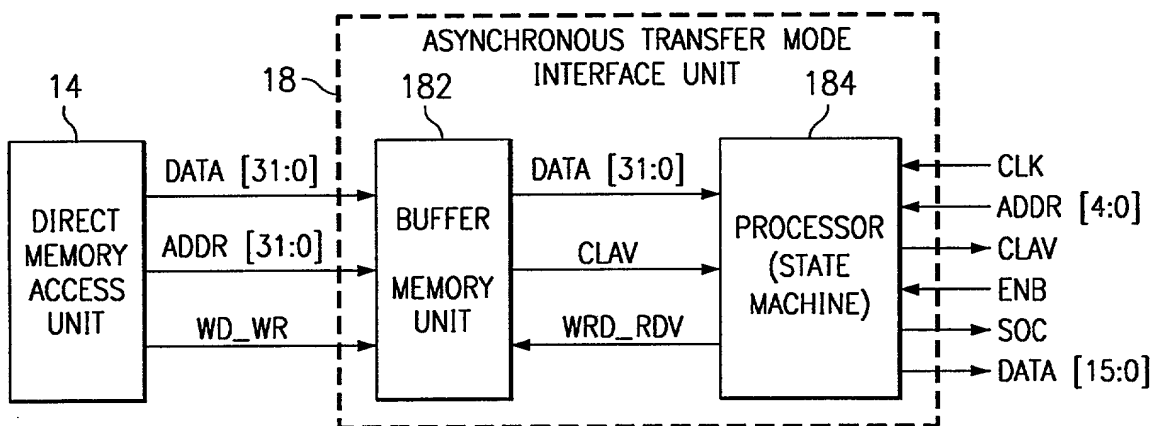 ASYNCHRONOUS TRANSFER MODE
INTERFACE UNIT
18
14
182
184
DIRECT
MEMORY
ACCESS
UNIT
DATA [31:0]
ADDR [31:0]
WD_WR
BUFFER
MEMORY
UNIT
DATA [31:0]
CLAV
WRD_RDV
PROCESSOR
(STATE
MACHINE)
CLK
ADDR [4:0]
CLAV
ENB
SOC
DATA [15:0]